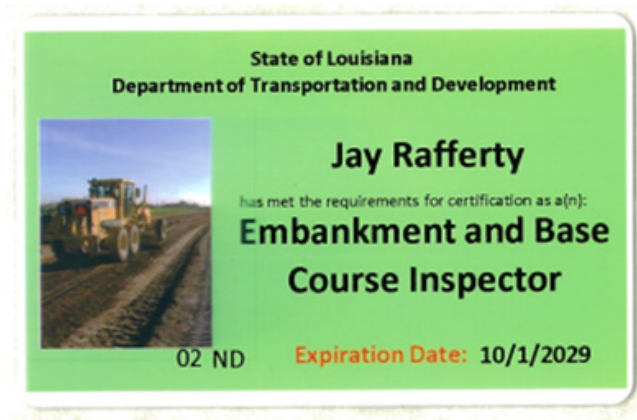 State of Louisiana
Department of Transportation and Development
Jay Rafferty
has met the requirements for certification as a(n):
Embankment and Base
Course Inspector
02 ND
Expiration Date: 10/1/2029